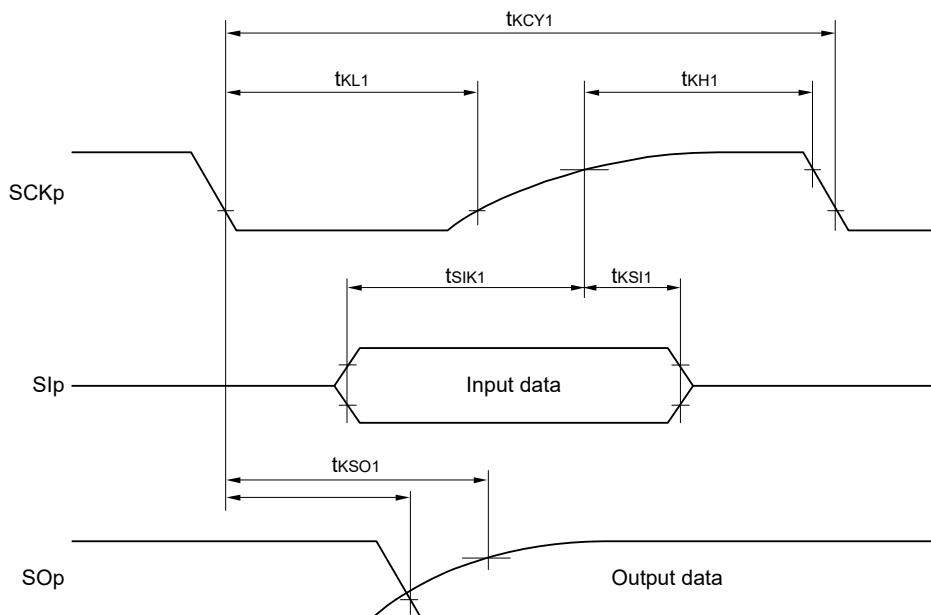 tKCY1
tKL1
tKH1
SCKp
tSIK1
tKSI1
SIp
Input data
tKSO1
SOp
Output data